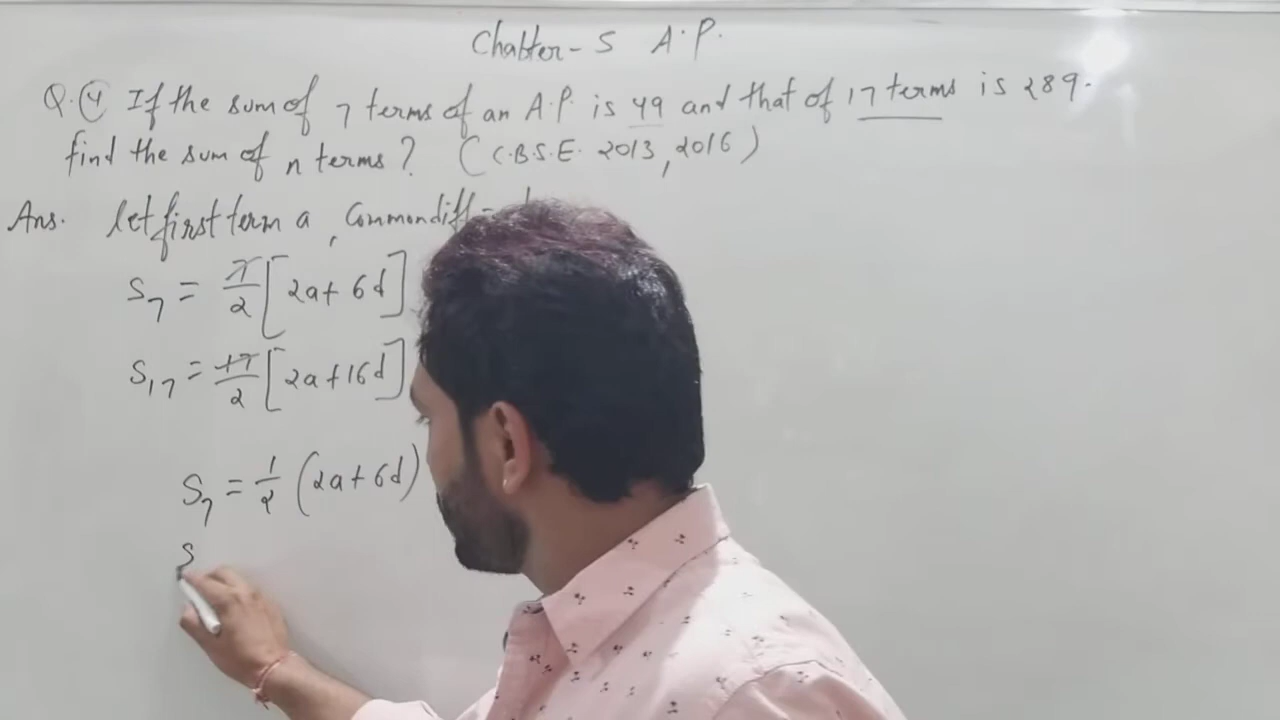 Chabter - 5 A.P.
Q.(4) If the sum of 7 terms of an A.P. is 49 and that of 17 terms is 289.
find the sum of n terms? (C.B.S.E. 2013, 2016)
Ans. let first term a, Common diff -
S₇ = 7/2 [2a + 6d]
S₁₇ = 17/2 [2a + 16d]
S₇ = 1/2 (2a + 6d)
S